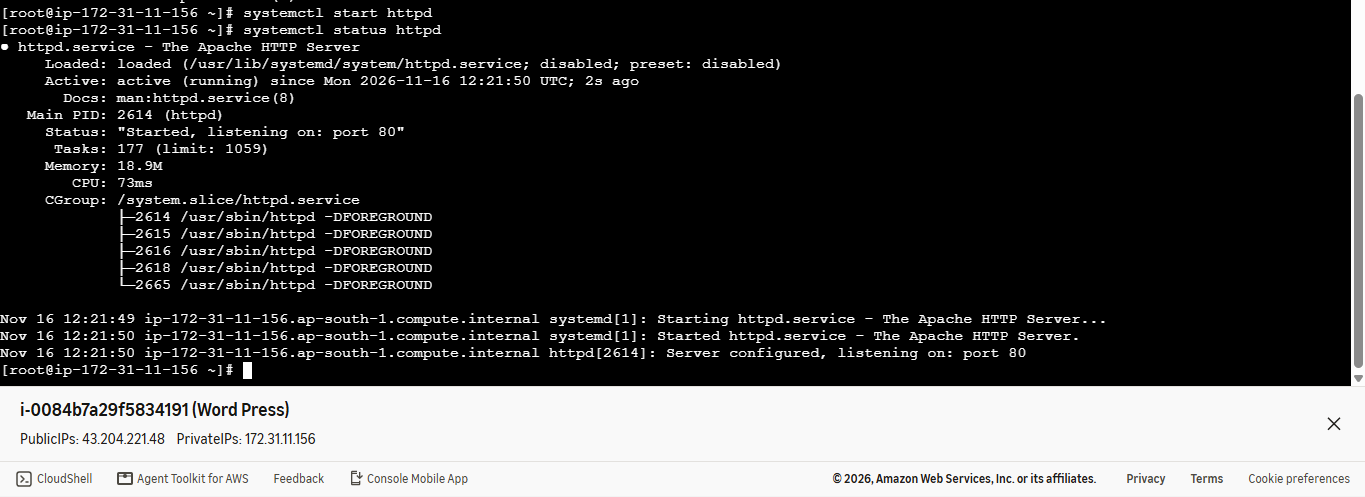 [root@ip-172-31-11-156 ~]# systemctl start httpd
[root@ip-172-31-11-156 ~]# systemctl status httpd
● httpd.service - The Apache HTTP Server
     Loaded: loaded (/usr/lib/systemd/system/httpd.service; disabled; preset: disabled)
     Active: active (running) since Mon 2026-11-16 12:21:50 UTC; 2s ago
       Docs: man:httpd.service(8)
   Main PID: 2614 (httpd)
     Status: "Started, listening on: port 80"
      Tasks: 177 (limit: 1059)
     Memory: 18.9M
        CPU: 73ms
     CGroup: /system.slice/httpd.service
             ├─2614 /usr/sbin/httpd -DFOREGROUND
             ├─2615 /usr/sbin/httpd -DFOREGROUND
             ├─2616 /usr/sbin/httpd -DFOREGROUND
             ├─2618 /usr/sbin/httpd -DFOREGROUND
             └─2665 /usr/sbin/httpd -DFOREGROUND
Nov 16 12:21:49 ip-172-31-11-156.ap-south-1.compute.internal systemd[1]: Starting httpd.service - The Apache HTTP Server...
Nov 16 12:21:50 ip-172-31-11-156.ap-south-1.compute.internal systemd[1]: Started httpd.service - The Apache HTTP Server.
Nov 16 12:21:50 ip-172-31-11-156.ap-south-1.compute.internal httpd[2614]: Server configured, listening on: port 80
[root@ip-172-31-11-156 ~]#
i-0084b7a29f5834191 (Word Press)
PublicIPs: 43.204.221.48 PrivateIPs: 172.31.11.156
CloudShell Agent Toolkit for AWS Feedback Console Mobile App © 2026, Amazon Web Services, Inc. or its affiliates. Privacy Terms Cookie preferences